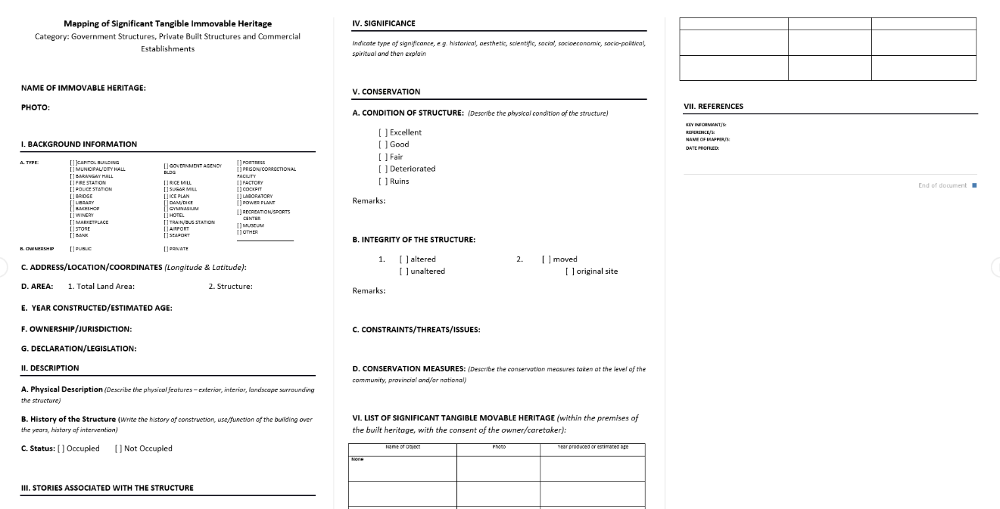 Mapping of Significant Tangible Immovable Heritage
Category: Government Structures, Private Built Structures and Commercial
Establishments
NAME OF IMMOVABLE HERITAGE:
PHOTO:
I. BACKGROUND INFORMATION
A. TYPE:
[ ]CAPITOL BUILDING
[ ] MUNICIPAL/CITY HALL
[ ] BARANGAY HALL
[ ] FIRE STATION
[ ] POLICE STATION
[ ] BRIDGE
[ ] LIBRARY
[ ] BAKESHOP
[ ] WINERY
[ ] MARKETPLACE
[ ] STORE
[ ] BANK
[ ] GOVERNMENT AGENCY
BLDG
[ ] RICE MILL
[ ] SUGAR MILL
[ ] ICE PLAN
[ ] DAM/DIKE
[ ] GYMNASIUM
[ ] HOTEL
[ ] TRAIN/BUS STATION
[ ] AIRPORT
[ ] SEAPORT
[ ] FORTRESS
[ ] PRISON/CORRECTIONAL
FACILITY
[ ] FACTORY
[ ] COCKPIT
[ ] LABORATORY
[ ] POWER PLANT
[ ] RECREATION/SPORTS
CENTER
[ ] MUSEUM
[ ] OTHER
B. OWNERSHIP [ ] PUBLIC [ ] PRIVATE
C. ADDRESS/LOCATION/COORDINATES (Longitude & Latitude):
D. AREA: 1. Total Land Area: 2. Structure:
E. YEAR CONSTRUCTED/ESTIMATED AGE:
F. OWNERSHIP/JURISDICTION:
G. DECLARATION/LEGISLATION:
II. DESCRIPTION
A. Physical Description (Describe the physical features – exterior, interior, landscape surrounding
the structure)
B. History of the Structure (Write the history of construction, use/function of the building over
the years, history of intervention)
C. Status: [ ] Occupied [ ] Not Occupied
III. STORIES ASSOCIATED WITH THE STRUCTURE
IV. SIGNIFICANCE
Indicate type of significance, e.g. historical, aesthetic, scientific, social, socioeconomic, socio-political,
spiritual and then explain
V. CONSERVATION
A. CONDITION OF STRUCTURE: (Describe the physical condition of the structure)
[ ] Excellent
[ ] Good
[ ] Fair
[ ] Deteriorated
[ ] Ruins
Remarks:
B. INTEGRITY OF THE STRUCTURE:
1. [ ] altered 2. [ ] moved
[ ] unaltered [ ] original site
Remarks:
C. CONSTRAINTS/THREATS/ISSUES:
D. CONSERVATION MEASURES: (Describe the conservation measures taken at the level of the
community, provincial and/or national)
VI. LIST OF SIGNIFICANT TANGIBLE MOVABLE HERITAGE (within the premises of
the built heritage, with the consent of the owner/caretaker):
Name of Object Photo Year produced or estimated age
None
VII. REFERENCES
KEY INFORMANT/S:
REFERENCE/S:
NAME OF MAPPER/S:
DATE PROFILED:
End of document